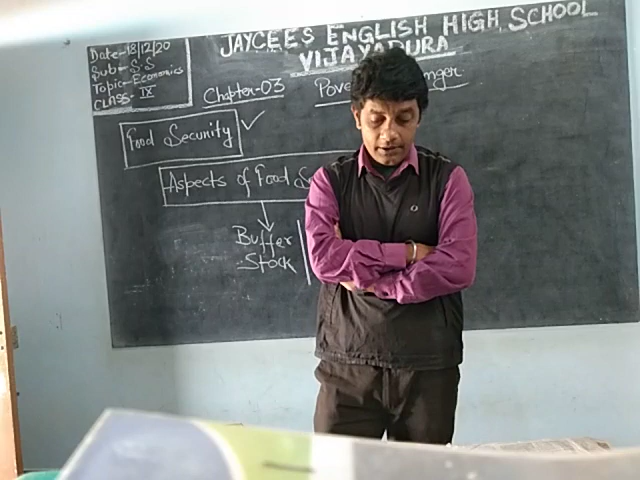 Date-18/12/20
Sub- S.S
Topic-Economics
CLASS- IX
JAYCEES ENGLISH HIGH SCHOOL
VIJAYAPURA
Chapter-03
Food Security ✓
Aspects of Food
Buffer
Stock